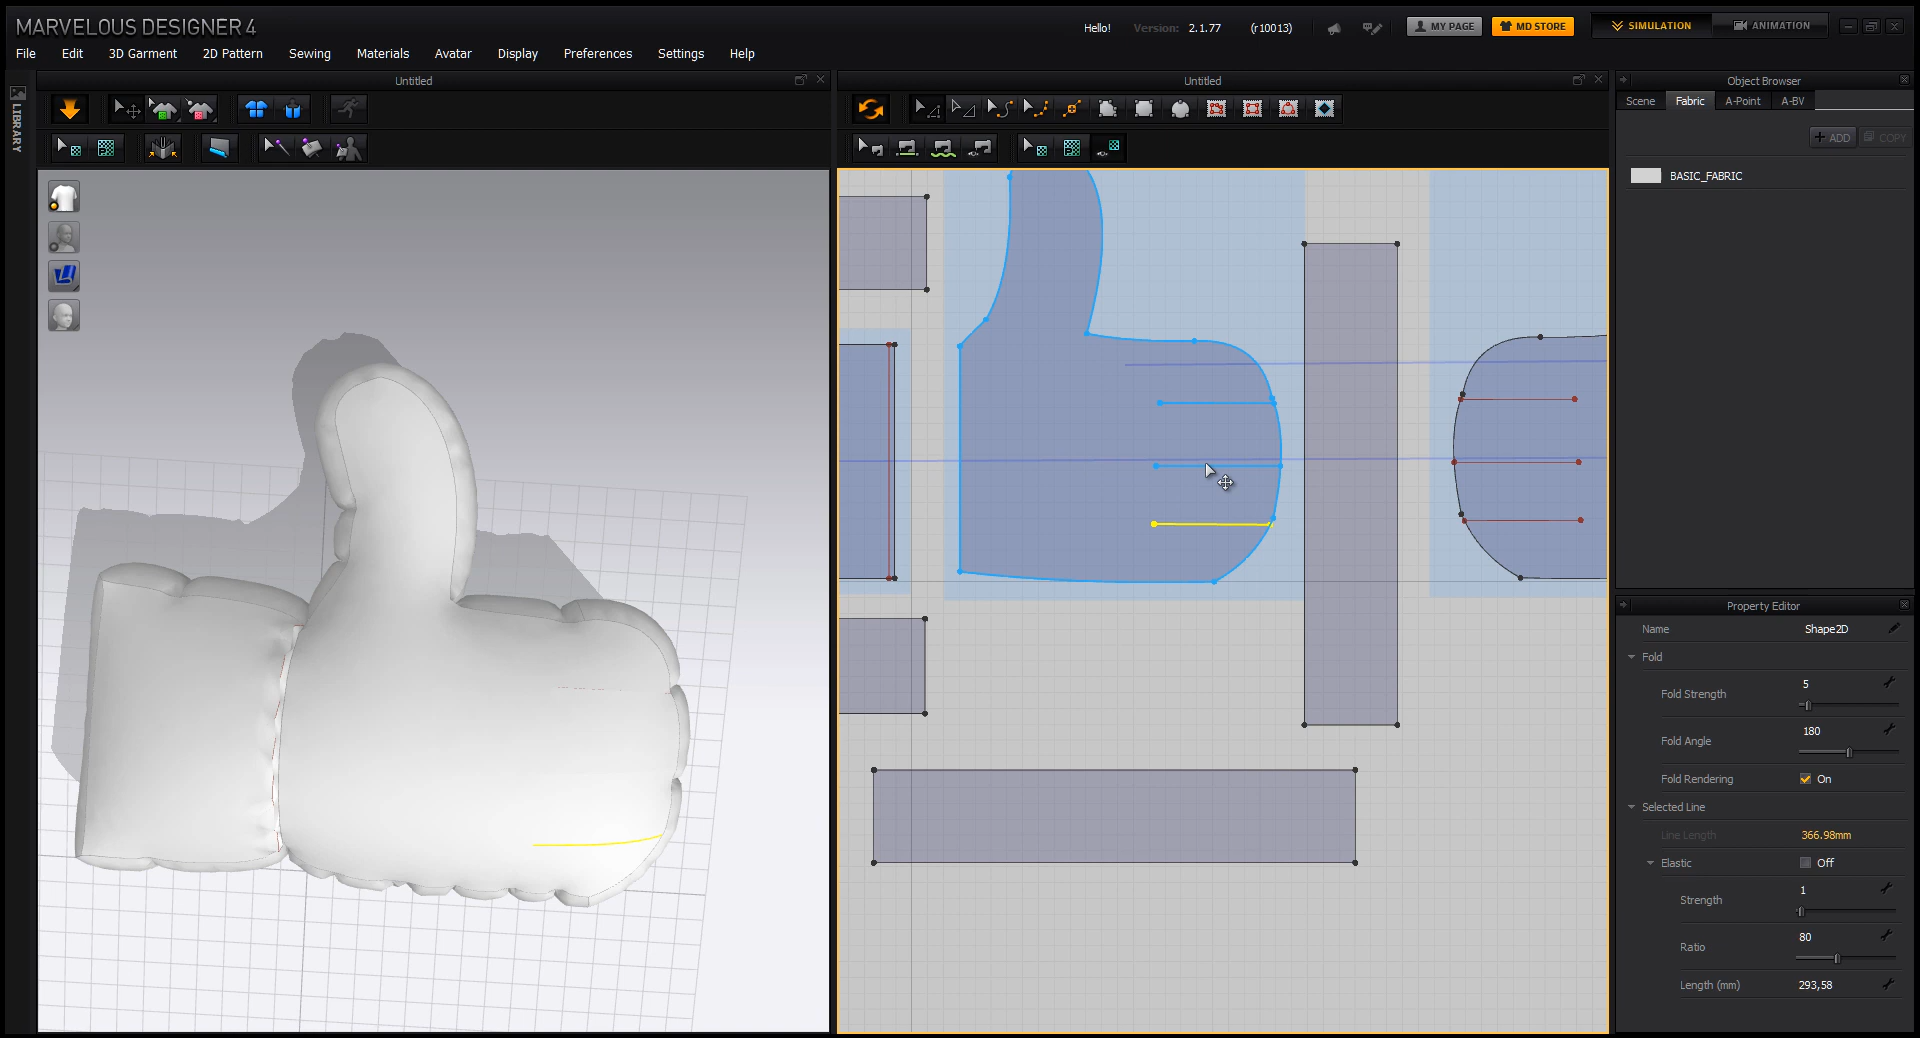 MARVELOUS DESIGNER 4
Hello! Version: 2.1.77 (r10013) MY PAGE MD STORE SIMULATION ANIMATION
File Edit 3D Garment 2D Pattern Sewing Materials Avatar Display Preferences Settings Help
Untitled
Untitled
LIBRARY
Object Browser
Scene Fabric A-Point A-BV
+ ADD COPY
BASIC_FABRIC
Property Editor
Name Shape2D
Fold
Fold Strength 5
Fold Angle 180
Fold Rendering On
Selected Line
Line Length 366.98mm
Elastic Off
Strength 1
Ratio 80
Length (mm) 293,58